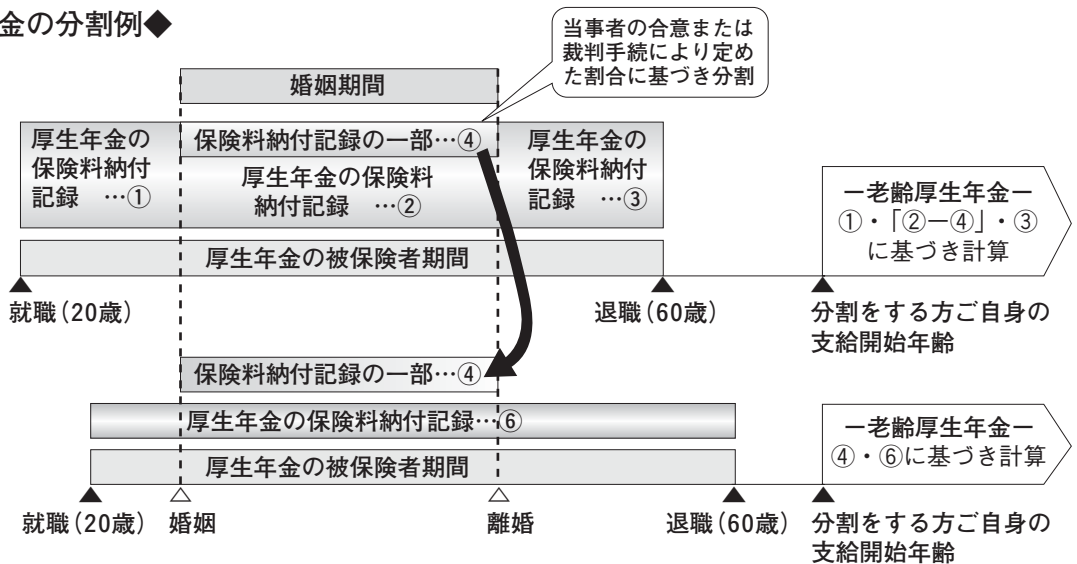 金の分割例◆
当事者の合意または
裁判手続により定め
た割合に基づき分割
婚姻期間
厚生年金の
保険料納付
記録　…①
保険料納付記録の一部…④
厚生年金の保険料
納付記録　…②
厚生年金の
保険料納付
記録　…③
厚生年金の被保険者期間
ー老齢厚生年金ー
①・「②ー④」・③
に基づき計算
就職（20歳）
退職（60歳）
分割をする方ご自身の
支給開始年齢
保険料納付記録の一部…④
厚生年金の保険料納付記録…⑥
厚生年金の被保険者期間
ー老齢厚生年金ー
④・⑥に基づき計算
就職（20歳）
婚姻
離婚
退職（60歳）
分割をする方ご自身の
支給開始年齢